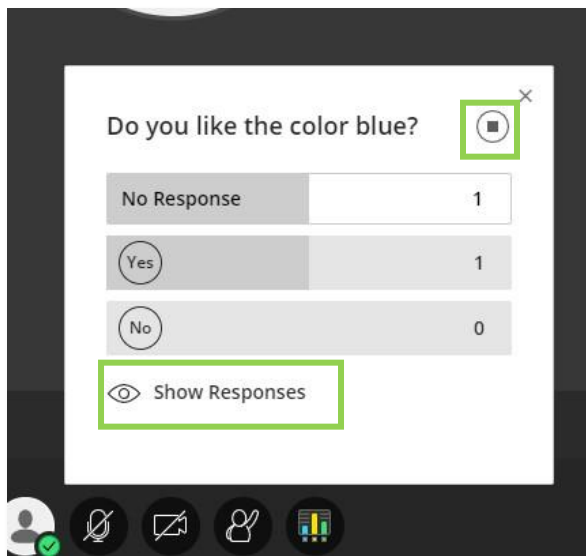 Do you like the color blue?
No Response 1
Yes 1
No 0
Show Responses